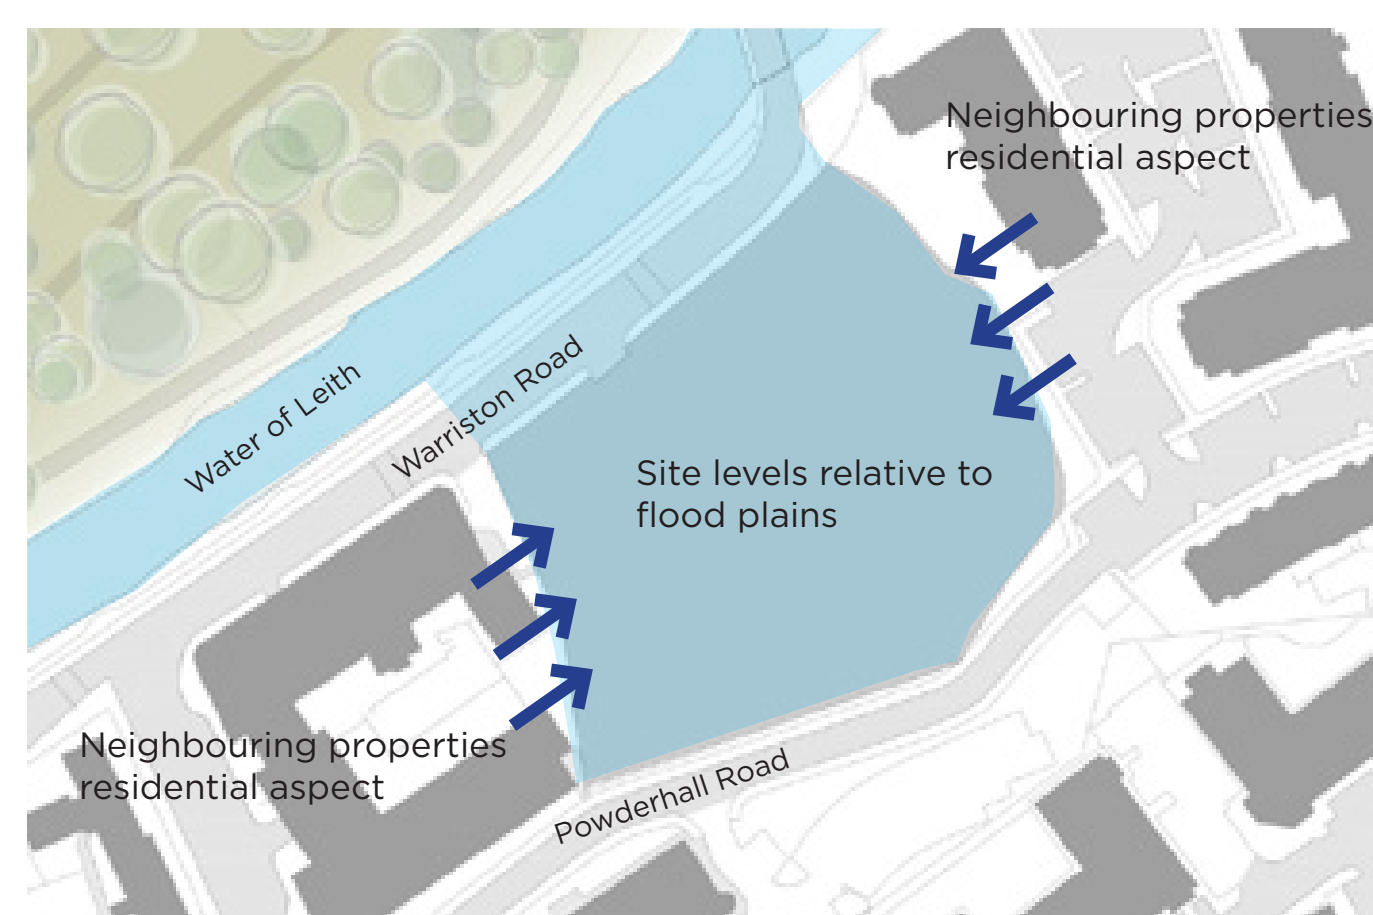 Neighbouring properties
residential aspect
Water of Leith
Warriston Road
Site levels relative to
flood plains
Neighbouring properties
residential aspect
Powderhall Road